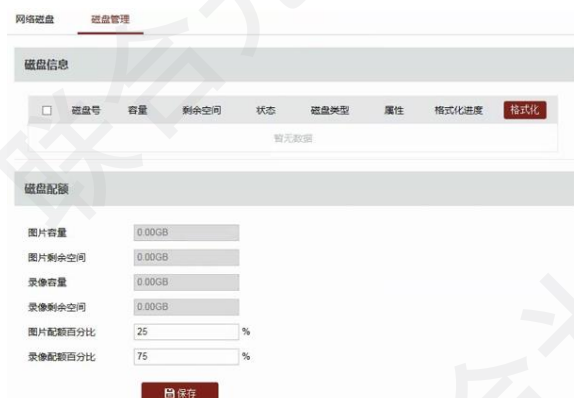 网络磁盘 磁盘管理
磁盘信息
磁盘号 容量 剩余空间 状态 磁盘类型 属性 格式化进度 格式化
暂无数据
磁盘配额
图片容量 0.00GB
图片剩余空间 0.00GB
录像容量 0.00GB
录像剩余空间 0.00GB
图片配额百分比 25 %
录像配额百分比 75 %
保存